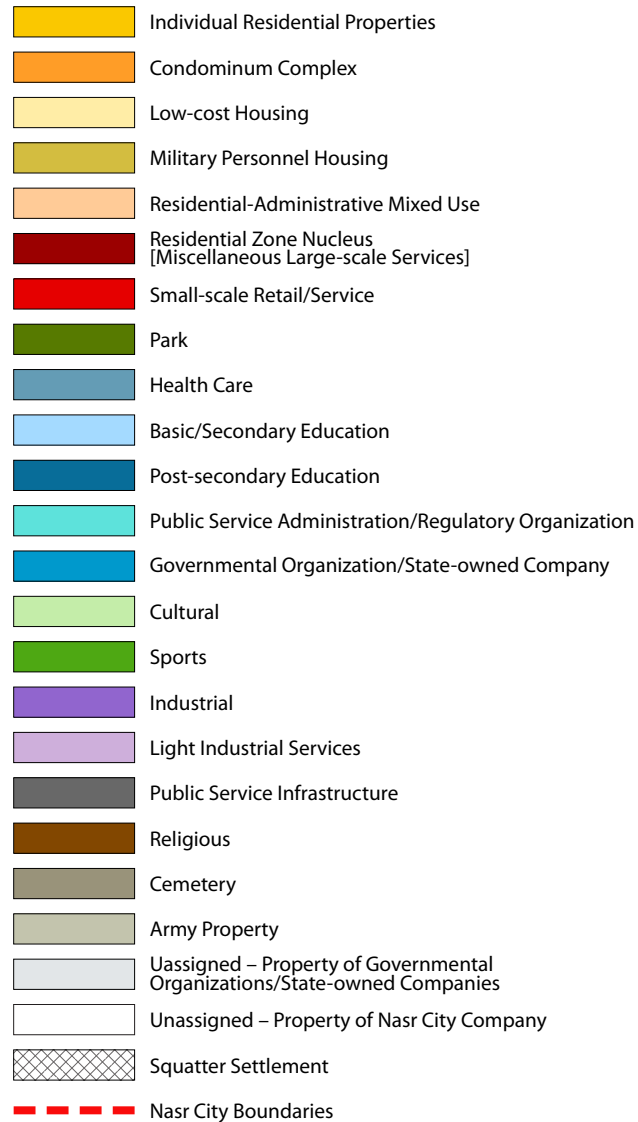 Individual Residential Properties
Condominum Complex
Low-cost Housing
Military Personnel Housing
Residential-Administrative Mixed Use
Residential Zone Nucleus
[Miscellaneous Large-scale Services]
Small-scale Retail/Service
Park
Health Care
Basic/Secondary Education
Post-secondary Education
Public Service Administration/Regulatory Organization
Governmental Organization/State-owned Company
Cultural
Sports
Industrial
Light Industrial Services
Public Service Infrastructure
Religious
Cemetery
Army Property
Uassigned – Property of Governmental
Organizations/State-owned Companies
Unassigned – Property of Nasr City Company
Squatter Settlement
Nasr City Boundaries